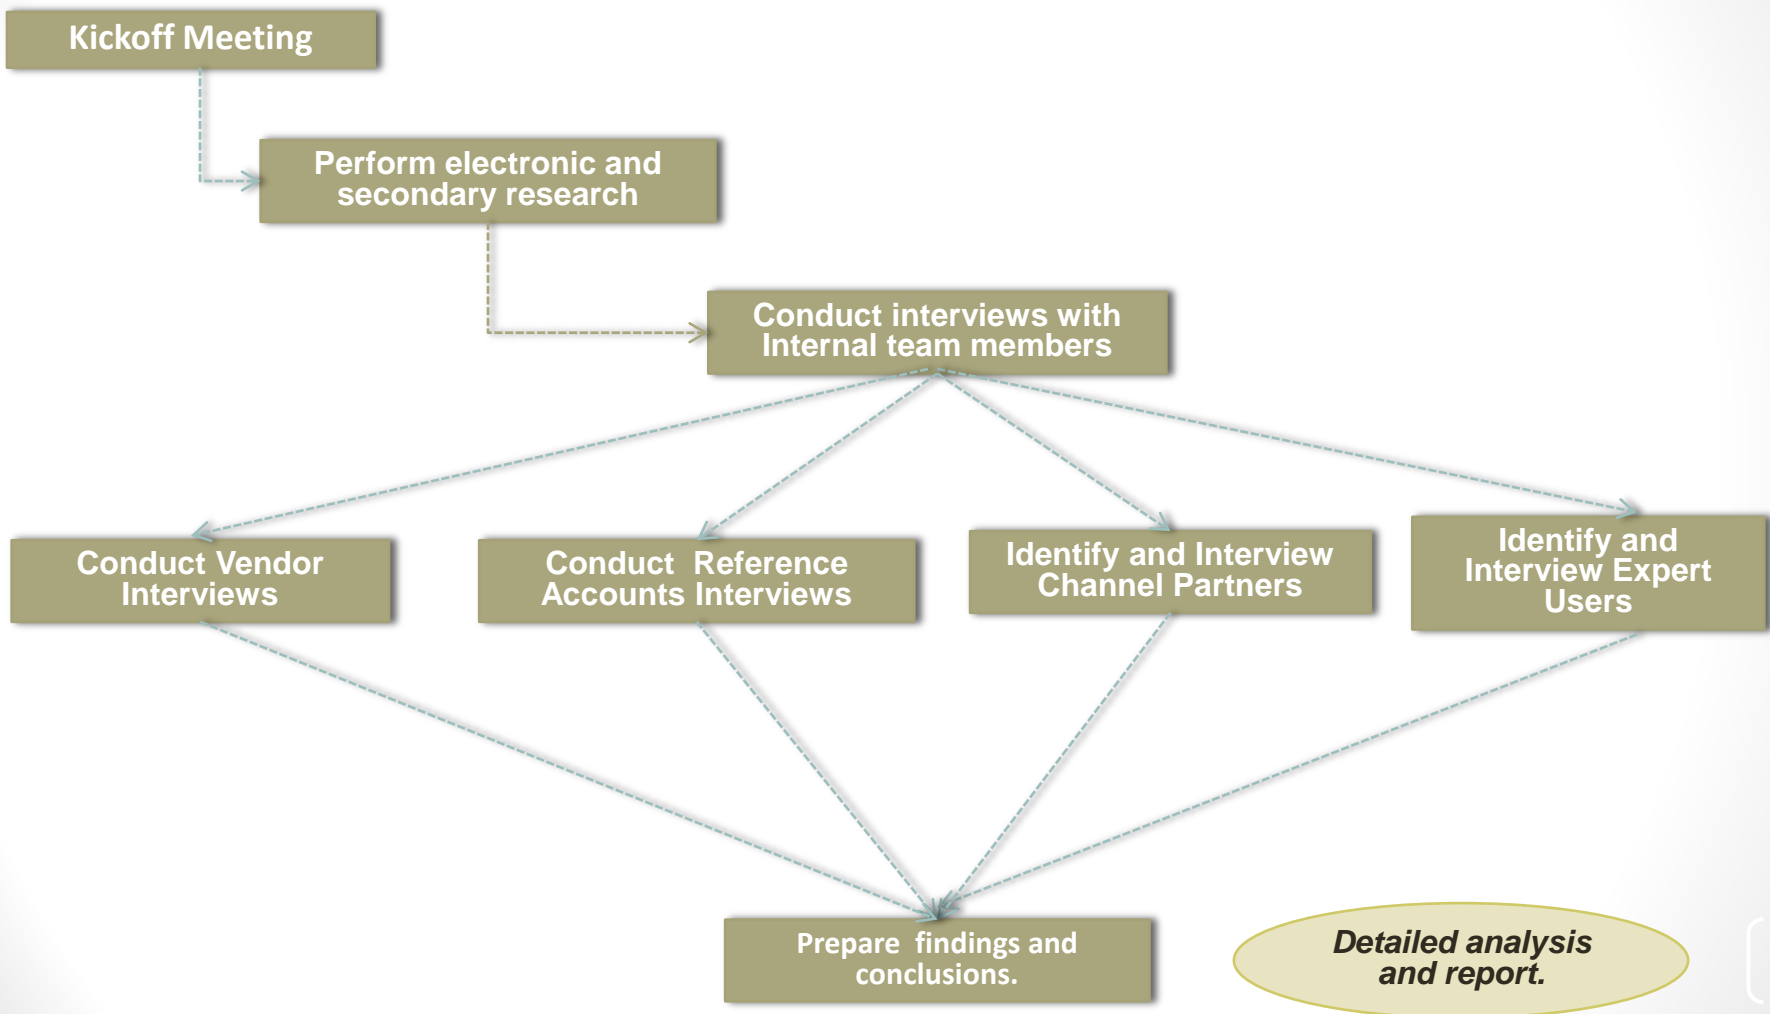 Kickoff Meeting
Perform electronic and
secondary research
Conduct interviews with
Internal team members
Conduct Vendor
Interviews
Conduct  Reference
Accounts Interviews
Identify and Interview
Channel Partners
Identify and
Interview Expert
Users
Prepare  findings and
conclusions.
Detailed analysis
and report.